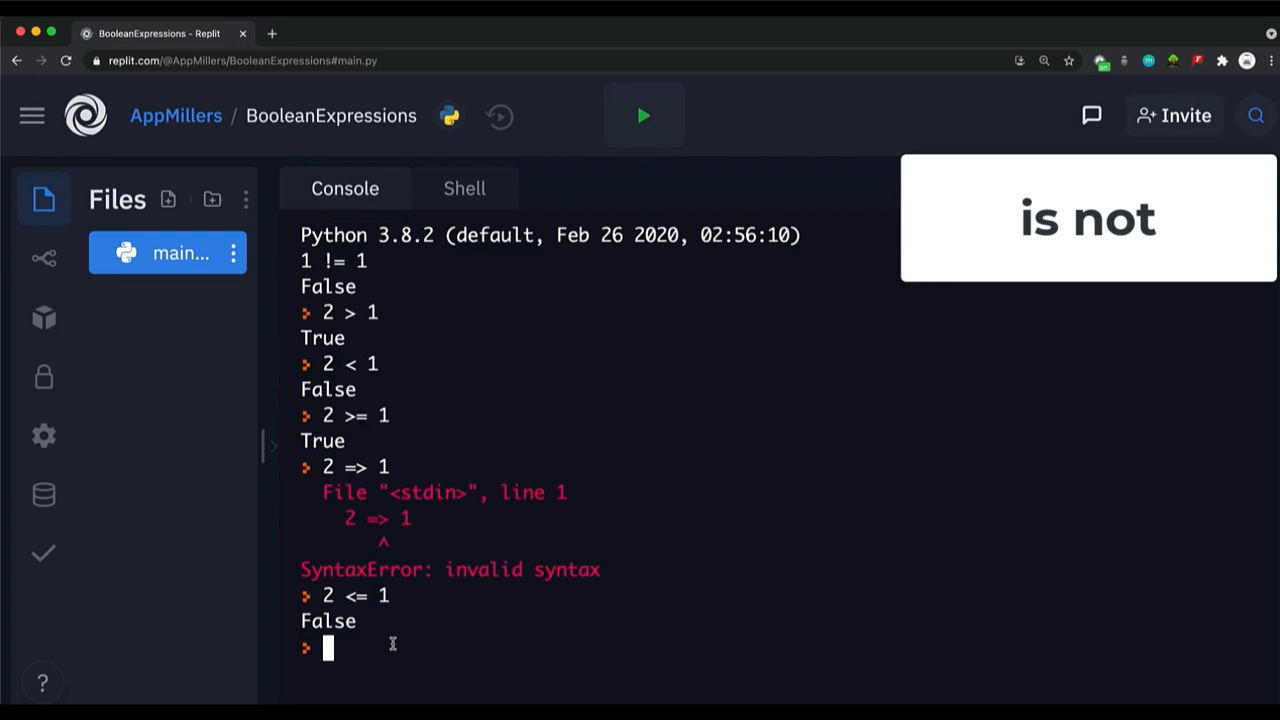 BooleanExpressions - Replit
replit.com/@AppMillers/BooleanExpressions#main.py
AppMillers / BooleanExpressions
Invite
is not
Files
main...
Console
Shell
Python 3.8.2 (default, Feb 26 2020, 02:56:10)
1 != 1
False
2 > 1
True
2 < 1
False
2 >= 1
True
2 => 1
File "<stdin>", line 1
2 => 1
^
SyntaxError: invalid syntax
2 <= 1
False
?